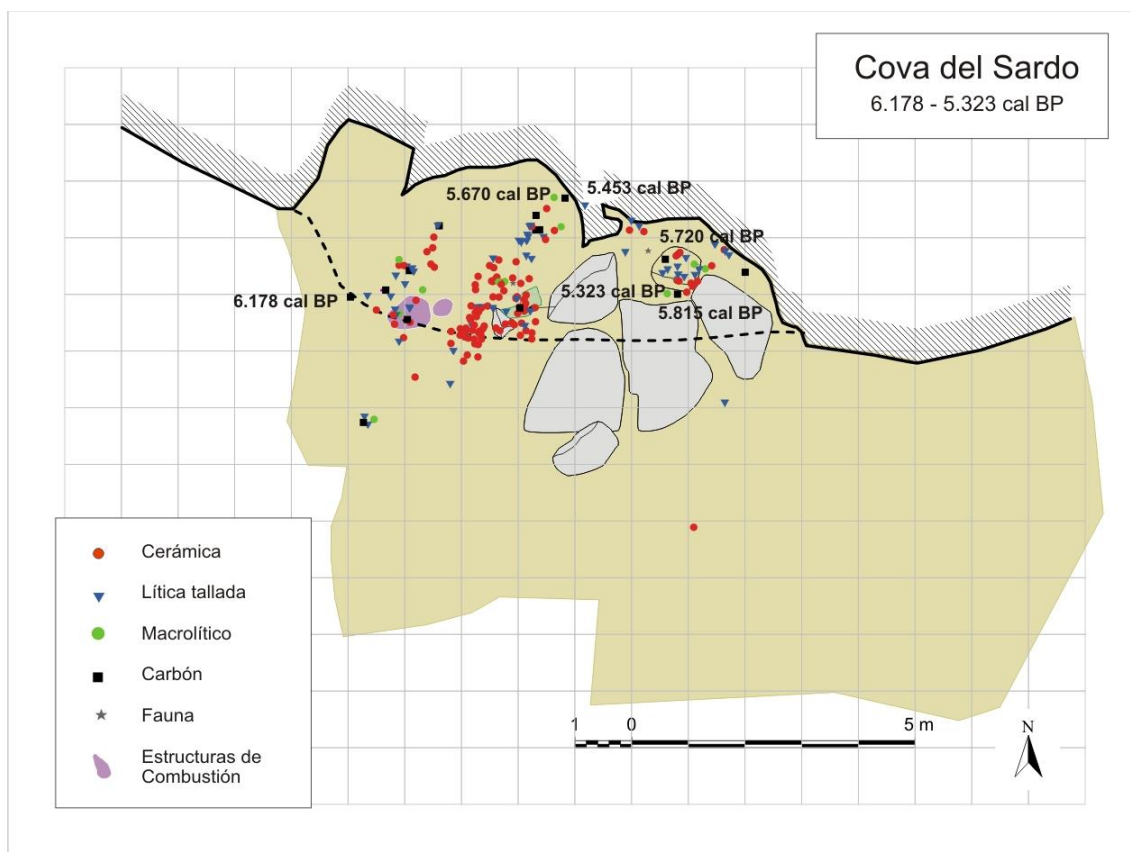 Cova del Sardo
6.178 - 5.323 cal BP
5.670 cal BP
5.453 cal BP
5.720 cal BP
6.178 cal BP
5.323 cal BP
5.815 cal BP
Cerámica
Lítica tallada
Macrolítico
Carbón
Fauna
Estructuras de
Combustión
1 0 5 m
N